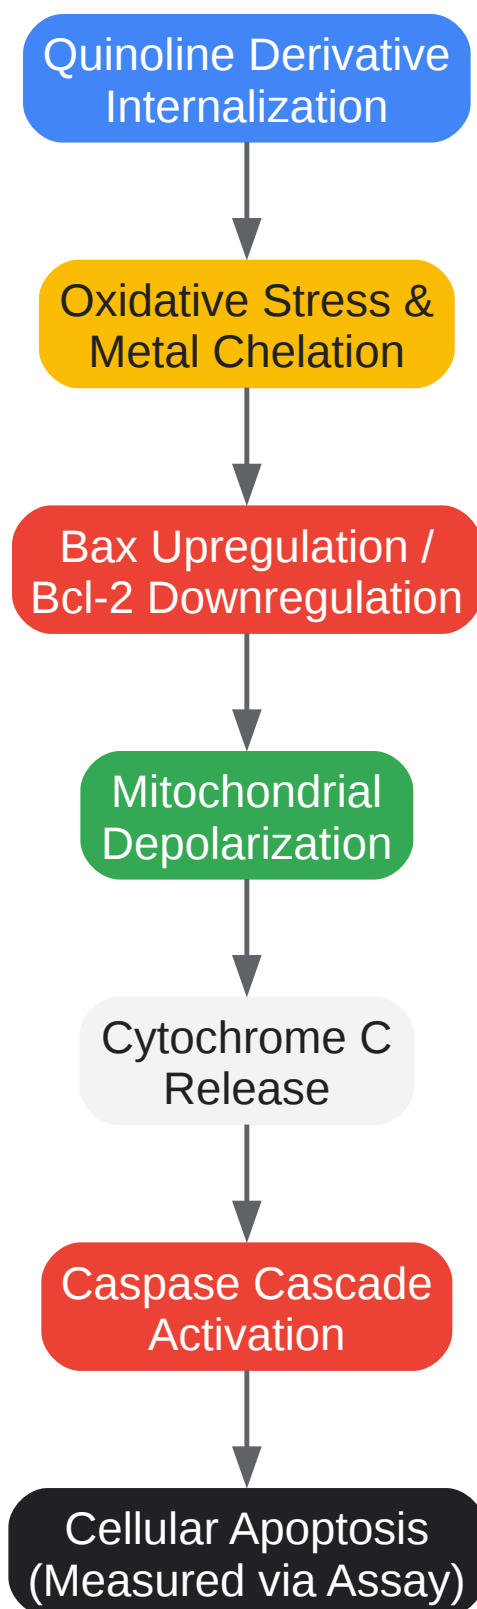 Quinoline Derivative
Internalization
Oxidative Stress &
Metal Chelation
Bax Upregulation /
Bcl-2 Downregulation
Mitochondrial
Depolarization
Cytochrome C
Release
Caspase Cascade
Activation
Cellular Apoptosis
(Measured via Assay)